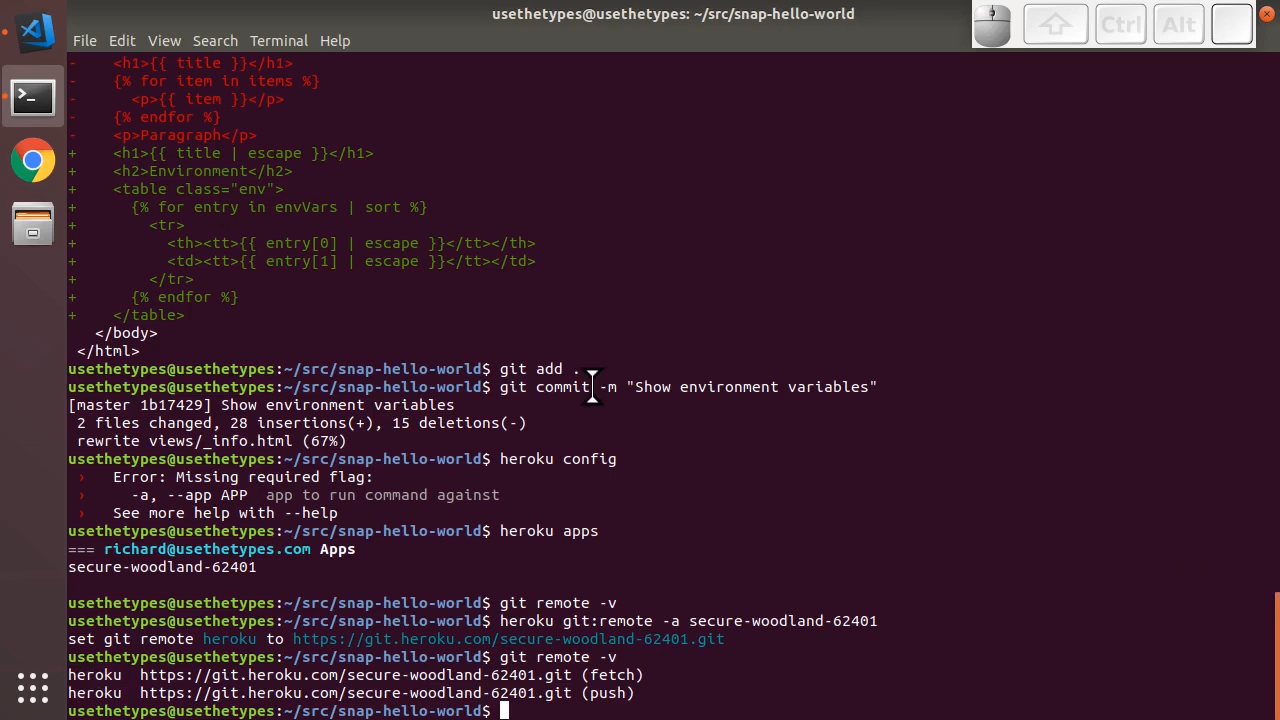 usethetypes@usethetypes: ~/src/snap-hello-world
Ctrl
Alt
File Edit View Search Terminal Help
-    <h1>{{ title }}</h1>
-    {% for item in items %}
-      <p>{{ item }}</p>
-    {% endfor %}
-    <p>Paragraph</p>
+    <h1>{{ title | escape }}</h1>
+    <h2>Environment</h2>
+    <table class="env">
+      {% for entry in envVars | sort %}
+        <tr>
+          <th><tt>{{ entry[0] | escape }}</tt></th>
+          <td><tt>{{ entry[1] | escape }}</tt></td>
+        </tr>
+      {% endfor %}
+    </table>
   </body>
 </html>
usethetypes@usethetypes:~/src/snap-hello-world$ git add .
usethetypes@usethetypes:~/src/snap-hello-world$ git commit -m "Show environment variables"
[master 1b17429] Show environment variables
 2 files changed, 28 insertions(+), 15 deletions(-)
 rewrite views/_info.html (67%)
usethetypes@usethetypes:~/src/snap-hello-world$ heroku config
 ›   Error: Missing required flag:
 ›     -a, --app APP  app to run command against
 ›   See more help with --help
usethetypes@usethetypes:~/src/snap-hello-world$ heroku apps
=== richard@usethetypes.com Apps
secure-woodland-62401
usethetypes@usethetypes:~/src/snap-hello-world$ git remote -v
usethetypes@usethetypes:~/src/snap-hello-world$ heroku git:remote -a secure-woodland-62401
set git remote heroku to https://git.heroku.com/secure-woodland-62401.git
usethetypes@usethetypes:~/src/snap-hello-world$ git remote -v
heroku  https://git.heroku.com/secure-woodland-62401.git (fetch)
heroku  https://git.heroku.com/secure-woodland-62401.git (push)
usethetypes@usethetypes:~/src/snap-hello-world$